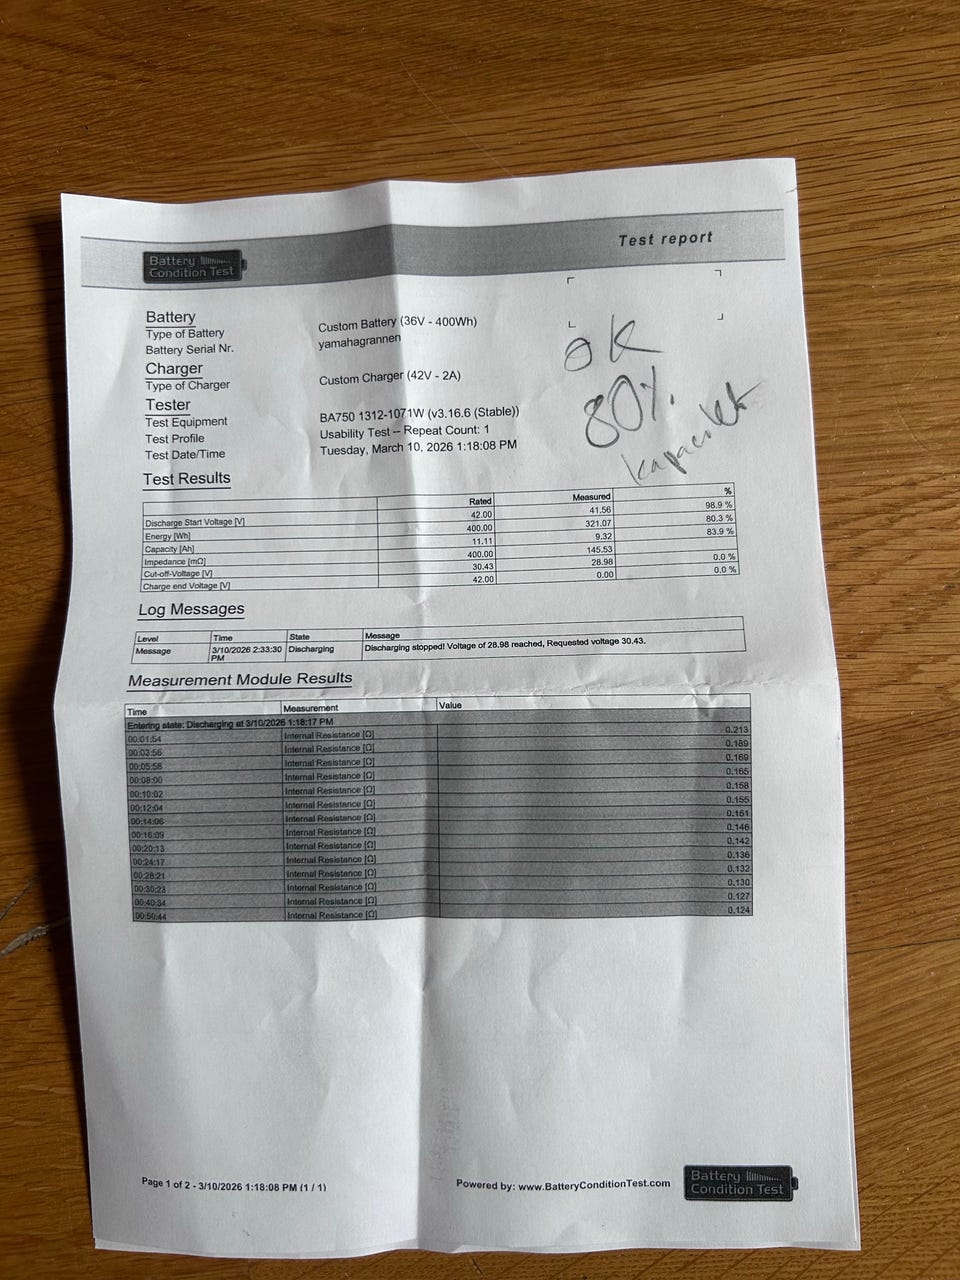 Test report
Battery
Condition Test
Battery
Type of Battery Custom Battery (36V - 400Wh)
Battery Serial Nr. yamahagrannen
Charger
Type of Charger Custom Charger (42V - 2A)
Tester
Test Equipment BA750 1312-1071W (v3.16.6 (Stable))
Test Profile Usability Test -- Repeat Count: 1
Test Date/Time Tuesday, March 10, 2026 1:18:08 PM
ok
80%
kapacitet
Test Results
Rated Measured %
Discharge Start Voltage [V] 42.00 41.56 98.9 %
Energy [Wh] 400.00 321.07 80.3 %
Capacity [Ah] 11.11 9.32 83.9 %
Impedance [mΩ] 400.00 145.53
Cut-off-Voltage [V] 30.43 28.98 0.0 %
Charge end Voltage [V] 42.00 0.00 0.0 %
Log Messages
Level Time State Message
Message 3/10/2026 2:33:30 PM Discharging Discharging stopped! Voltage of 28.98 reached, Requested voltage 30.43.
Measurement Module Results
Time Measurement Value
Entering state: Discharging at 3/10/2026 1:18:17 PM
00:01:54 Internal Resistance [Ω] 0.213
00:03:56 Internal Resistance [Ω] 0.189
00:05:58 Internal Resistance [Ω] 0.169
00:08:00 Internal Resistance [Ω] 0.165
00:10:02 Internal Resistance [Ω] 0.158
00:12:04 Internal Resistance [Ω] 0.155
00:14:06 Internal Resistance [Ω] 0.151
00:16:09 Internal Resistance [Ω] 0.146
00:20:13 Internal Resistance [Ω] 0.142
00:24:17 Internal Resistance [Ω] 0.136
00:28:21 Internal Resistance [Ω] 0.132
00:30:23 Internal Resistance [Ω] 0.130
00:40:34 Internal Resistance [Ω] 0.127
00:50:44 Internal Resistance [Ω] 0.124
Page 1 of 2 - 3/10/2026 1:18:08 PM (1 / 1)
Powered by: www.BatteryConditionTest.com
Battery
Condition Test